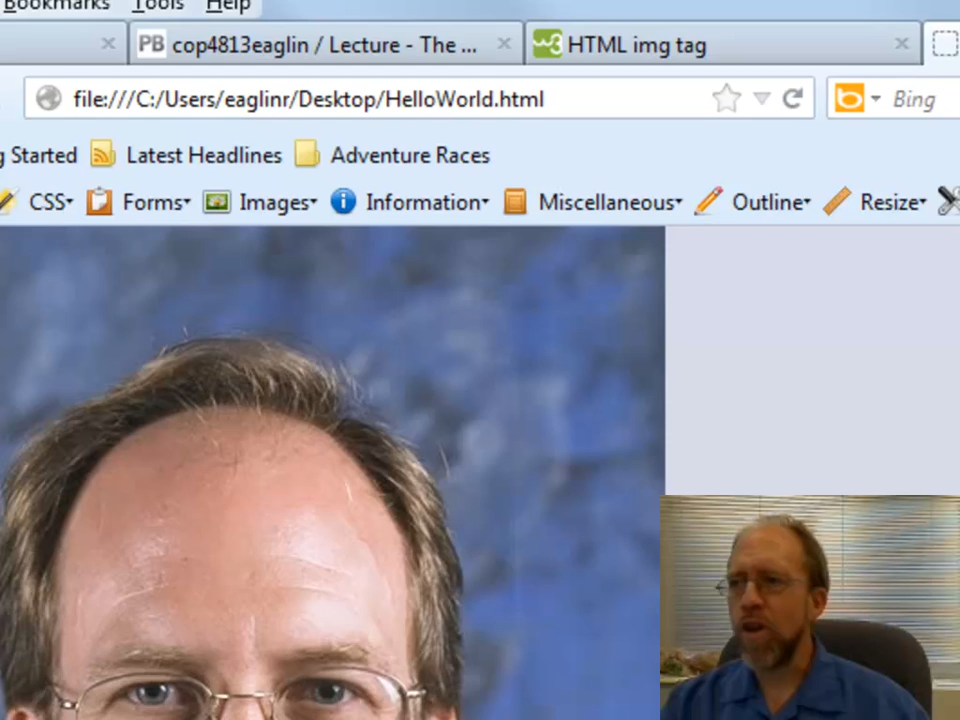 Bookmarks Tools Help
PB cop4813eaglin / Lecture - The ... HTML img tag
file:///C:/Users/eaglinr/Desktop/HelloWorld.html Bing
g Started Latest Headlines Adventure Races
CSS Forms Images Information Miscellaneous Outline Resize